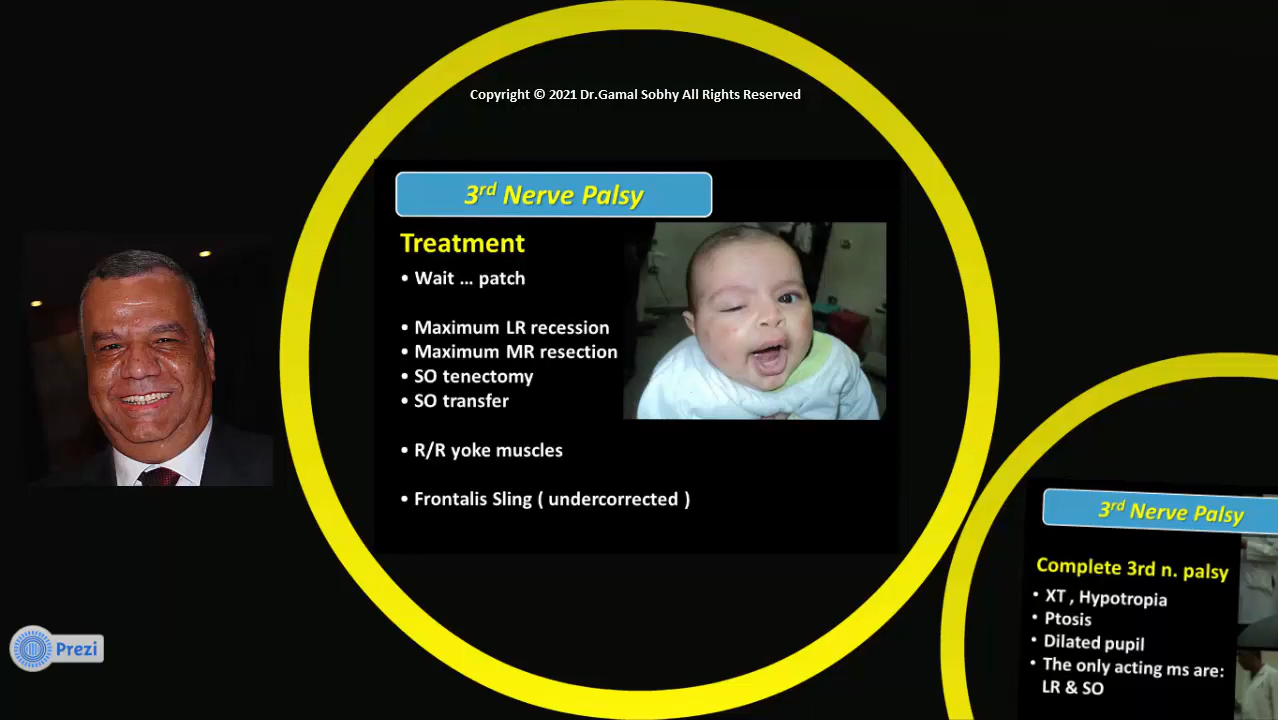 Copyright © 2021 Dr.Gamal Sobhy All Rights Reserved
3rd Nerve Palsy
Treatment
• Wait ... patch
• Maximum LR recession
• Maximum MR resection
• SO tenectomy
• SO transfer
• R/R yoke muscles
• Frontalis Sling ( undercorrected )
3rd Nerve Palsy
Complete 3rd n. palsy
• XT , Hypotropia
• Ptosis
• Dilated pupil
• The only acting ms are:
LR & SO
Prezi